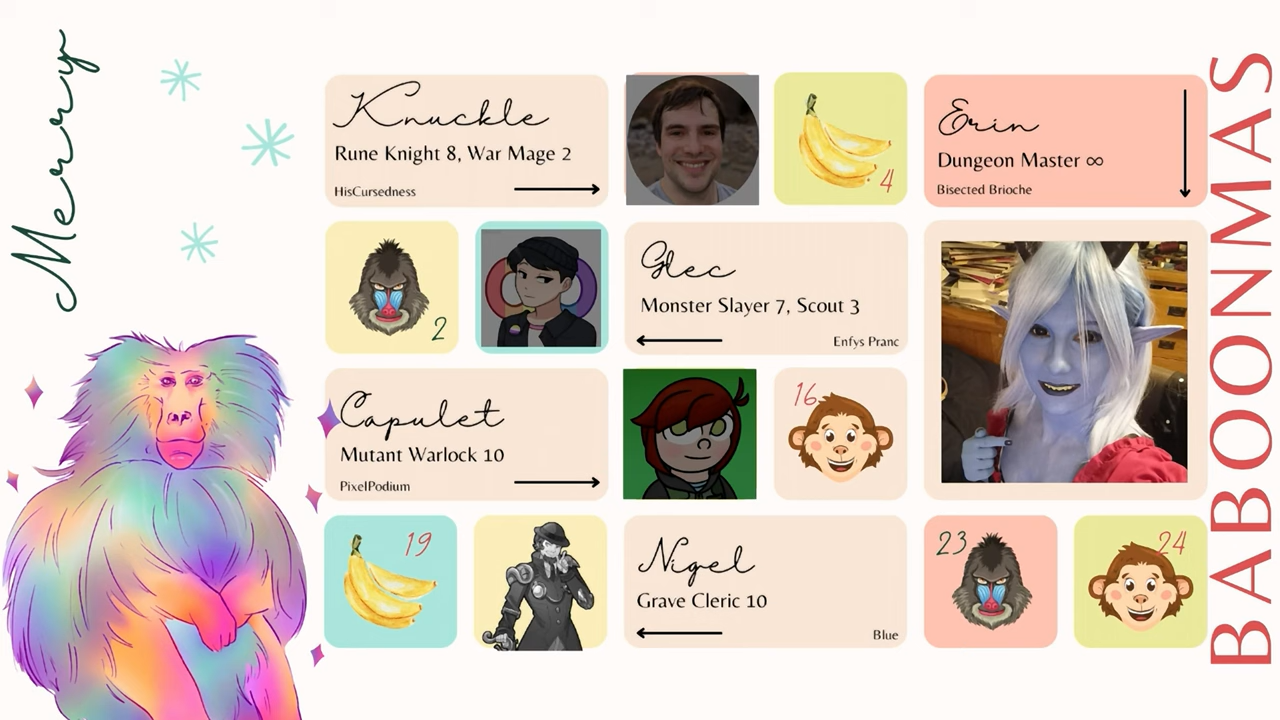 Merry
Knuckle
Rune Knight 8, War Mage 2
HisCursedness
4
Erin
Dungeon Master ∞
Bisected Brioche
2
Glec
Monster Slayer 7, Scout 3
Enfys Pranc
Capulet
Mutant Warlock 10
PixelPodium
16
19
Nigel
Grave Cleric 10
Blue
23
24
BABOONMAS